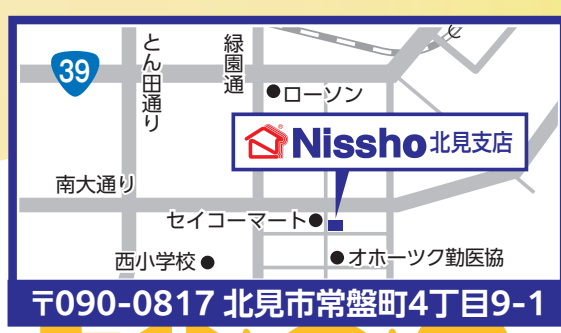 39
とん田通り
緑園通
ローソン
Nissho 北見支店
南大通り
セイコーマート
西小学校
オホーツク勤医協
〒090-0817 北見市常盤町4丁目9-1